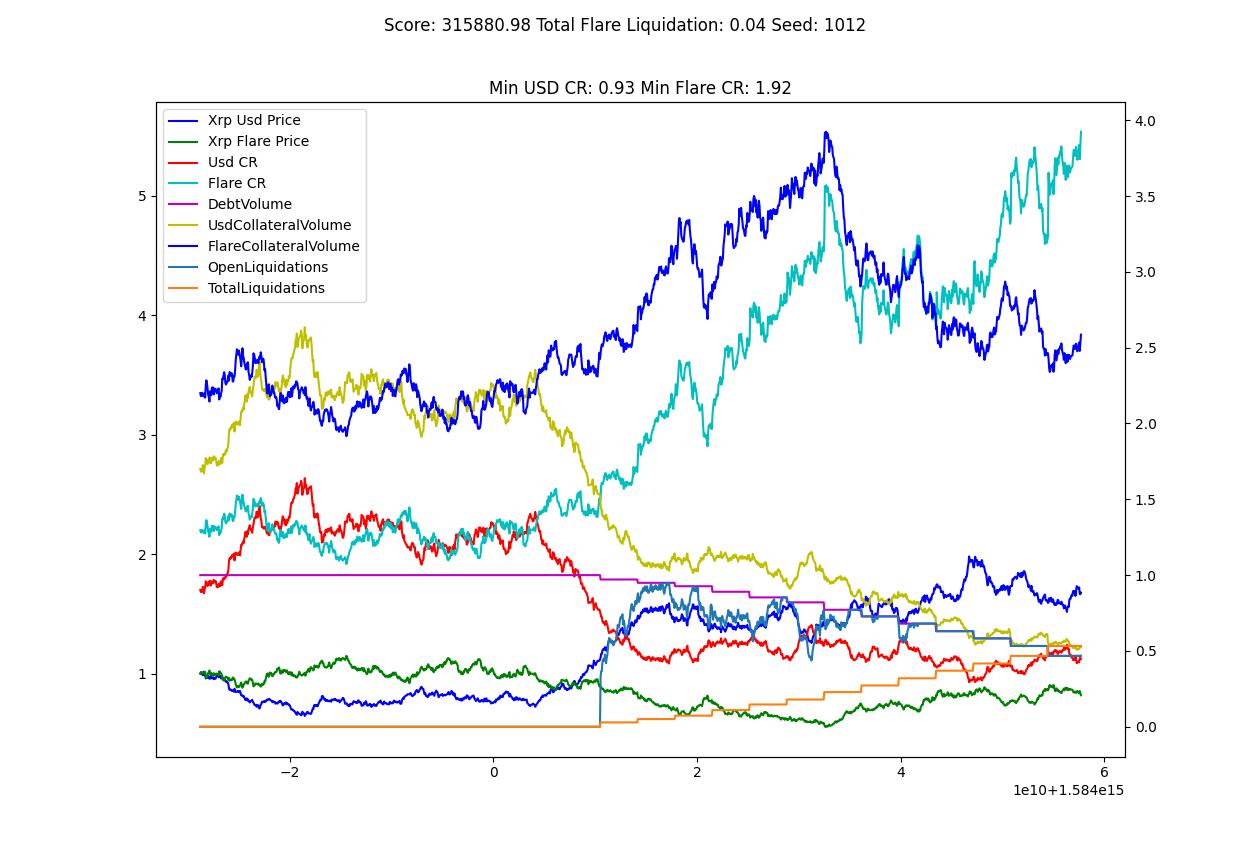 Score: 315880.98 Total Flare Liquidation: 0.04 Seed: 1012
Min USD CR: 0.93 Min Flare CR: 1.92
Xrp Usd Price
Xrp Flare Price
Usd CR
Flare CR
DebtVolume
UsdCollateralVolume
FlareCollateralVolume
OpenLiquidations
TotalLiquidations
5
4
3
2
1
4.0
3.5
3.0
2.5
2.0
1.5
1.0
0.5
0.0
−2
0
2
4
6
1e10+1.584e15